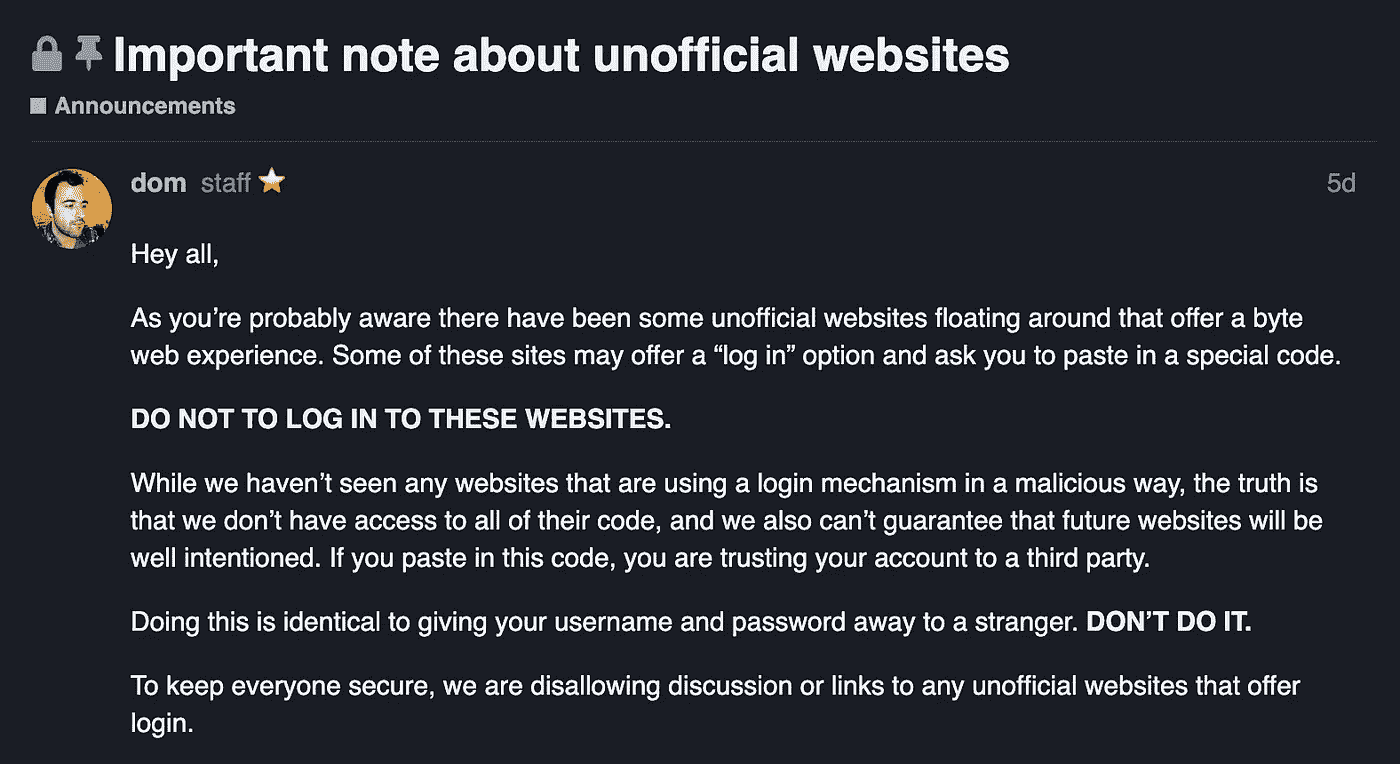 Important note about unofficial websites
Announcements
dom staff 5d
Hey all,
As you’re probably aware there have been some unofficial websites floating around that offer a byte
web experience. Some of these sites may offer a “log in” option and ask you to paste in a special code.
DO NOT TO LOG IN TO THESE WEBSITES.
While we haven’t seen any websites that are using a login mechanism in a malicious way, the truth is
that we don’t have access to all of their code, and we also can’t guarantee that future websites will be
well intentioned. If you paste in this code, you are trusting your account to a third party.
Doing this is identical to giving your username and password away to a stranger. DON’T DO IT.
To keep everyone secure, we are disallowing discussion or links to any unofficial websites that offer
login.